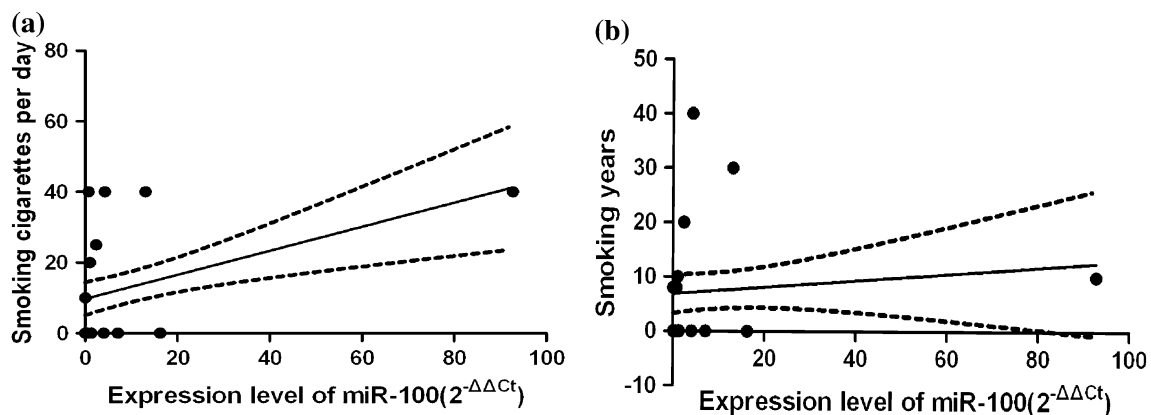 (a)
80
60
40
20
0
Smoking cigarettes per day
0 20 40 60 80 100
Expression level of miR-100(2-ΔΔCt)
(b)
50
40
30
20
10
0
-10
Smoking years
0 20 40 60 80 100
Expression level of miR-100(2-ΔΔCt)